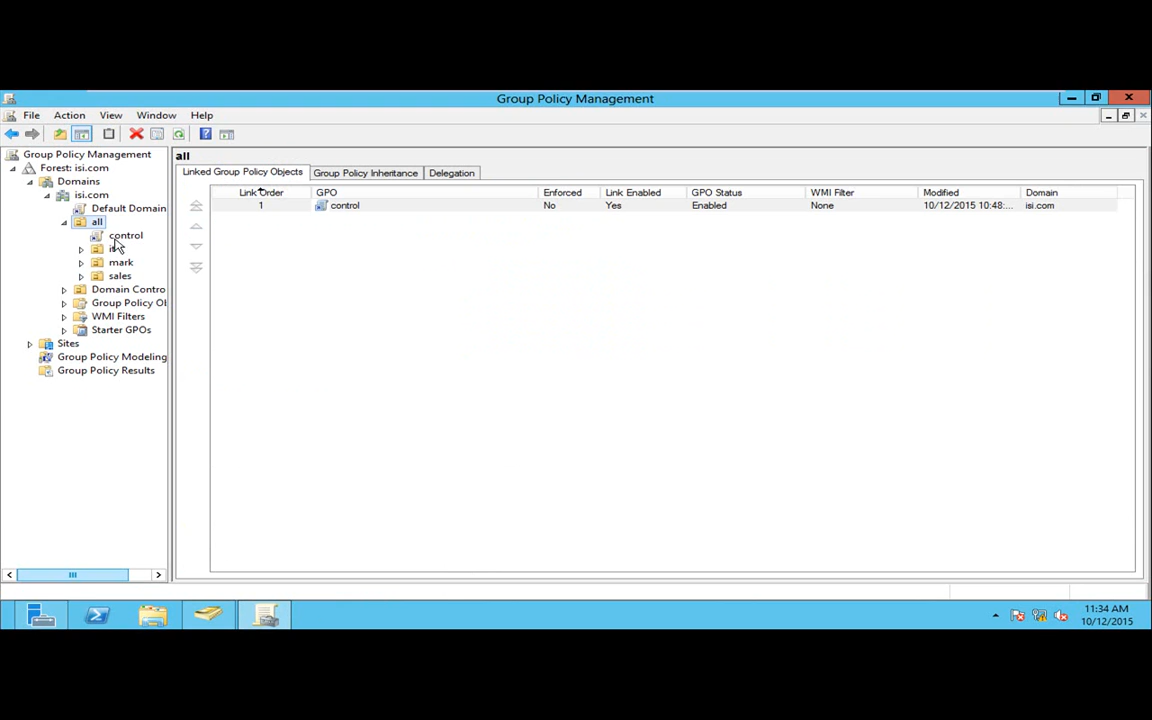 Group Policy Management
File Action View Window Help
Group Policy Management
Forest: isi.com
Domains
isi.com
Default Domain
all
control
mark
sales
Domain Contro
Group Policy Ob
WMI Filters
Starter GPOs
Sites
Group Policy Modeling
Group Policy Results
all
Linked Group Policy Objects Group Policy Inheritance Delegation
Link Order GPO Enforced Link Enabled GPO Status WMI Filter Modified Domain
1 control No Yes Enabled None 10/12/2015 10:48:... isi.com
11:34 AM
10/12/2015